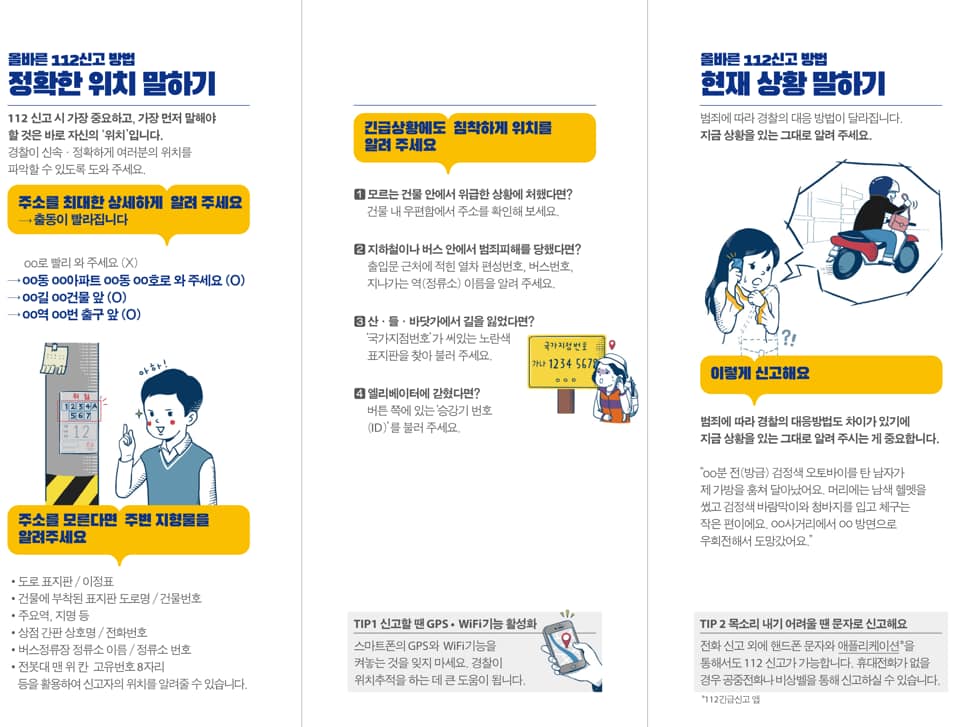 올바른 112신고 방법
정확한 위치 말하기
112 신고 시 가장 중요하고, 가장 먼저 말해야
할 것은 바로 자신의 '위치'입니다.
경찰이 신속 · 정확하게 여러분의 위치를
파악할 수 있도록 도와 주세요.
주소를 최대한 상세하게 알려 주세요
→ 출동이 빨라집니다
oo로 빨리 와 주세요 (X)
→ oo동 oo아파트 oo동 oo호로 와 주세요 (O)
→ oo길 oo건물 앞 (O)
→ oo역 oo번 출구 앞 (O)
아하!
1254A
567
12
주소를 모른다면 주변 지형물을
알려주세요
• 도로 표지판 / 이정표
• 건물에 부착된 표지판 도로명 / 건물번호
• 주요역, 지명 등
• 상점 간판 상호명 / 전화번호
• 버스정류장 정류소 이름 / 정류소 번호
• 전봇대 맨 위 칸 고유번호 8자리
등을 활용하여 신고자의 위치를 알려줄 수 있습니다.
긴급상황에도 침착하게 위치를
알려 주세요
1 모르는 건물 안에서 위급한 상황에 처했다면?
건물 내 우편함에서 주소를 확인해 보세요.
2 지하철이나 버스 안에서 범죄피해를 당했다면?
출입문 근처에 적힌 열차 편성번호, 버스번호,
지나가는 역(정류소) 이름을 알려 주세요.
3 산 · 들 · 바닷가에서 길을 잃었다면?
'국가지점번호'가 써있는 노란색
표지판을 찾아 불러 주세요.
국가지점번호
가나 1234 5678
4 엘리베이터에 갇혔다면?
버튼 쪽에 있는 '승강기 번호
(ID)'를 불러 주세요.
TIP1 신고할 땐 GPS • WiFi기능 활성화
스마트폰의 GPS와 WiFi기능을
켜놓는 것을 잊지 마세요. 경찰이
위치추적을 하는 데 큰 도움이 됩니다.
올바른 112신고 방법
현재 상황 말하기
범죄에 따라 경찰의 대응 방법이 달라집니다.
지금 상황을 있는 그대로 알려 주세요.
?!
이렇게 신고해요
범죄에 따라 경찰의 대응방법도 차이가 있기에
지금 상황을 있는 그대로 알려 주시는 게 중요합니다.
"oo분 전(방금) 검정색 오토바이를 탄 남자가
제 가방을 훔쳐 달아났어요. 머리에는 남색 헬멧을
썼고 검정색 바람막이와 청바지를 입고 체구는
작은 편이에요. oo사거리에서 oo 방면으로
우회전해서 도망갔어요."
TIP 2 목소리 내기 어려울 땐 문자로 신고해요
전화 신고 외에 핸드폰 문자와 애플리케이션*을
통해서도 112 신고가 가능합니다. 휴대전화가 없을
경우 공중전화나 비상벨을 통해 신고하실 수 있습니다.
*112긴급신고 앱